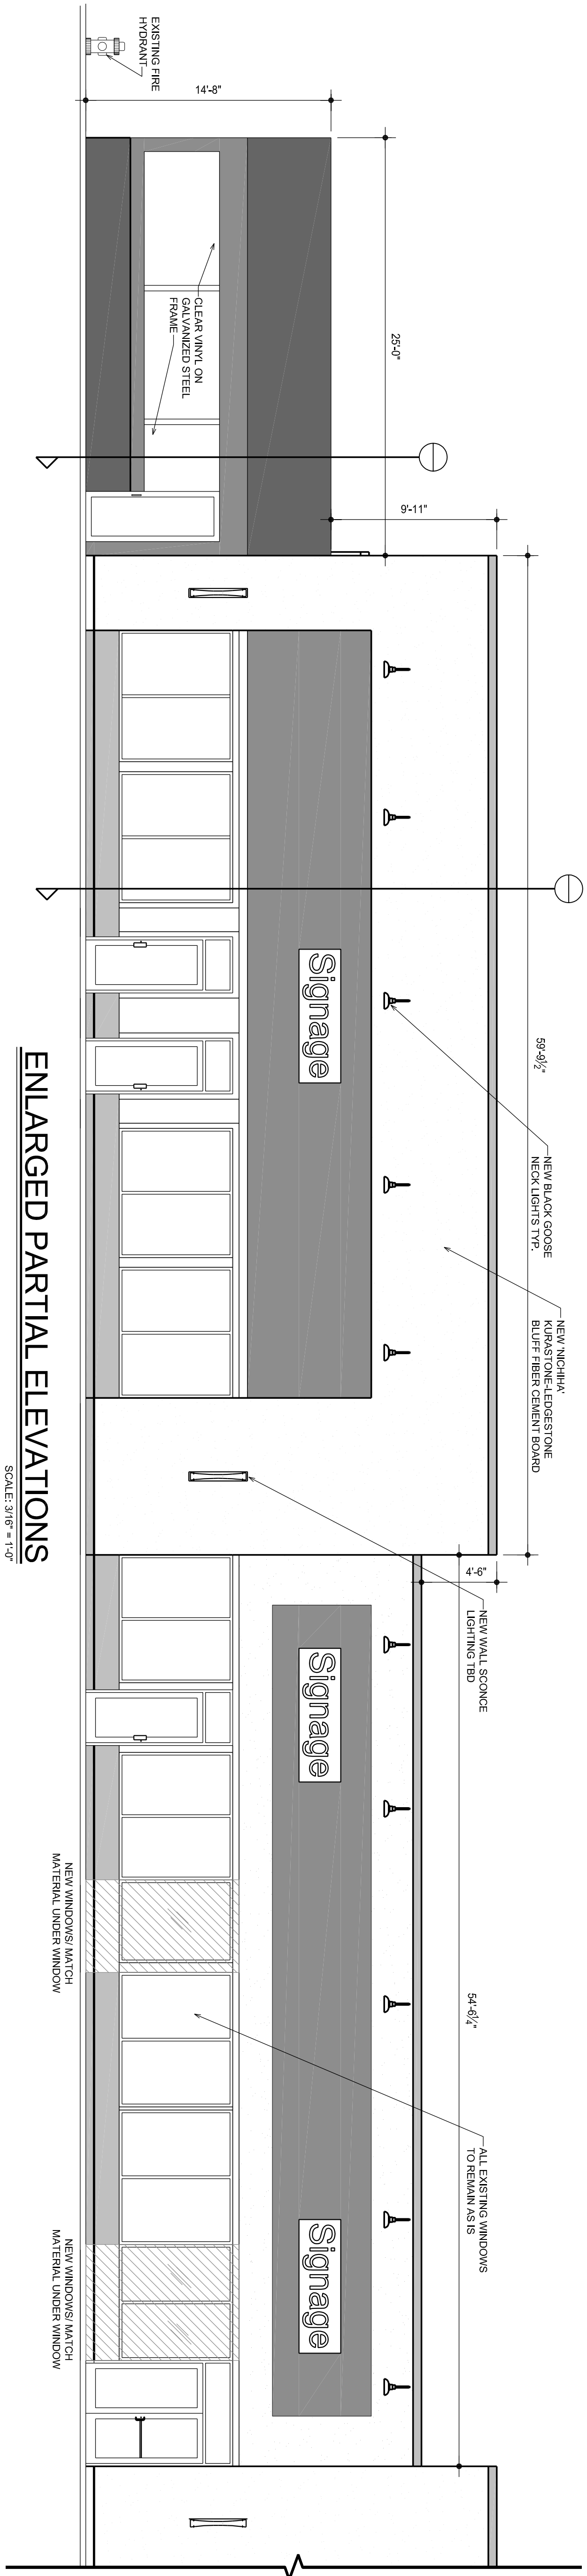 EXISTING FIRE
HYDRANT
14'-8"
25'-0"
CLEAR VINYL ON
GALVANIZED STEEL
FRAME
9'-11"
59'-9½"
NEW BLACK GOOSE
NECK LIGHTS TYP.
NEW 'NICHIHA'
KURASTONE-LEDGESTONE
BLUFF FIBER CEMENT BOARD
Signage
4'-6"
NEW WALL SCONCE
LIGHTING TBD
Signage
54'-6¼"
ALL EXISTING WINDOWS
TO REMAIN AS IS
Signage
NEW WINDOWS/ MATCH
MATERIAL UNDER WINDOW
NEW WINDOWS/ MATCH
MATERIAL UNDER WINDOW
ENLARGED PARTIAL ELEVATIONS
SCALE: 3/16" = 1'-0"